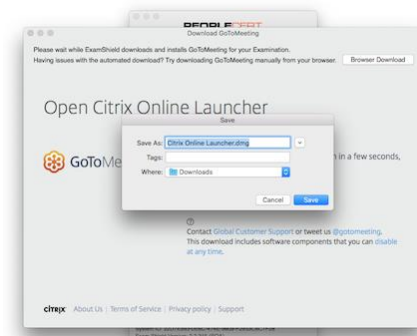 PEOPLECERT
Download GoToMeeting
Please wait while ExamShield downloads and installs GoToMeeting for your Examination.
Having issues with the automated download? Try downloading GoToMeeting manually from your browser.
Browser Download
Open Citrix Online Launcher
Save
Save As: Citrix Online Launcher.dmg
Tags:
Where: Downloads
Cancel Save
GoToMe
n in a few seconds,
Contact Global Customer Support or tweet us @gotomeeting.
This download includes software components that you can disable
at any time.
citrix About Us | Terms of Service | Privacy policy | Support